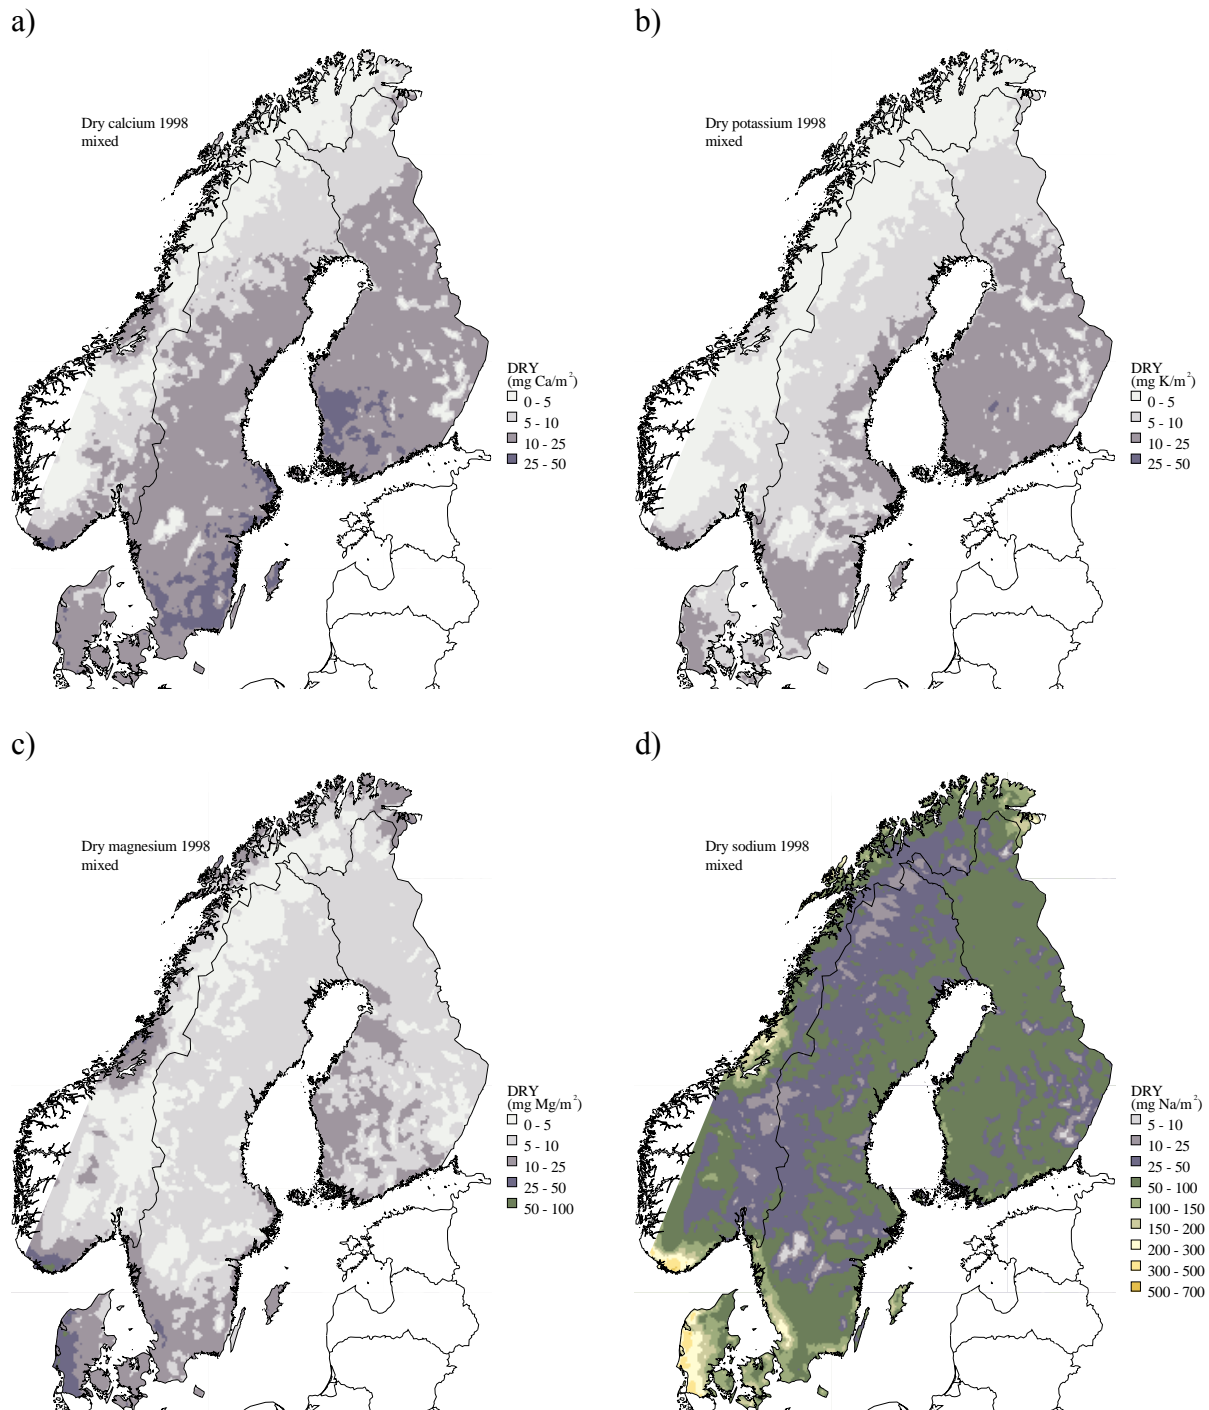 a)
Dry calcium 1998
mixed
DRY
(mg Ca/m²)
0 - 5
5 - 10
10 - 25
25 - 50
b)
Dry potassium 1998
mixed
DRY
(mg K/m²)
0 - 5
5 - 10
10 - 25
25 - 50
c)
Dry magnesium 1998
mixed
DRY
(mg Mg/m²)
0 - 5
5 - 10
10 - 25
25 - 50
50 - 100
d)
Dry sodium 1998
mixed
DRY
(mg Na/m²)
5 - 10
10 - 25
25 - 50
50 - 100
100 - 150
150 - 200
200 - 300
300 - 500
500 - 700